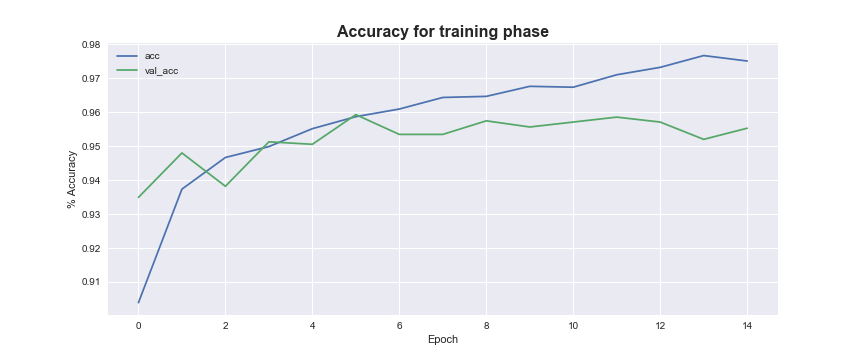 Accuracy for training phase
acc
val_acc
% Accuracy
0.98
0.97
0.96
0.95
0.94
0.93
0.92
0.91
0 2 4 6 8 10 12 14
Epoch